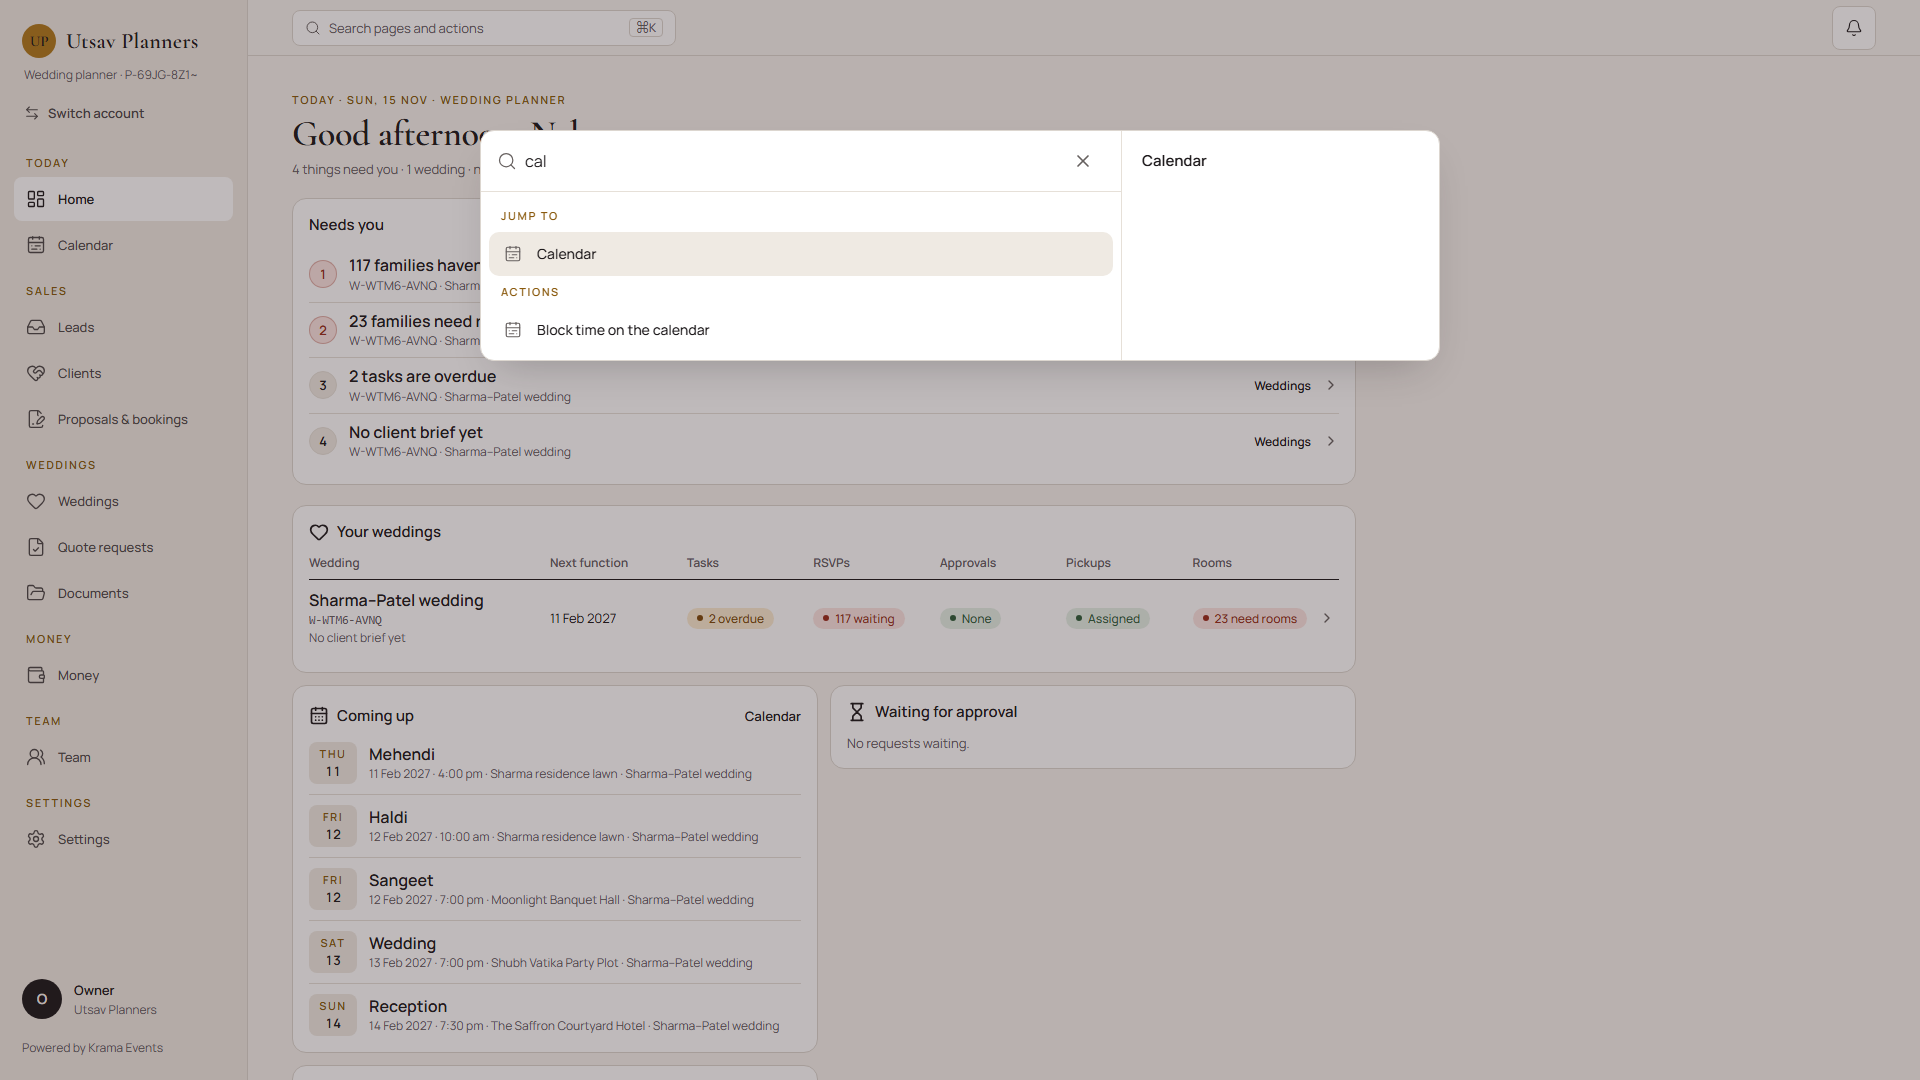 UP Utsav Planners
Wedding planner · P-69JG-8Z1~
Switch account
TODAY
Home
Calendar
SALES
Leads
Clients
Proposals & bookings
WEDDINGS
Weddings
Quote requests
Documents
MONEY
Money
TEAM
Team
SETTINGS
Settings
O Owner
Utsav Planners
Powered by Krama Events
Search pages and actions ⌘K
TODAY · SUN, 15 NOV · WEDDING PLANNER
Good
4 things need you · 1 wedding ·
cal
JUMP TO
Calendar
ACTIONS
Block time on the calendar
Calendar
Needs you
1 117 families
W-WTM6-AVNQ ·
2 23 families need
W-WTM6-AVNQ ·
3 2 tasks are overdue Weddings
W-WTM6-AVNQ · Sharma–Patel wedding
4 No client brief yet Weddings
W-WTM6-AVNQ · Sharma–Patel wedding
Your weddings
Wedding Next function Tasks RSVPs Approvals Pickups Rooms
Sharma–Patel wedding
W-WTM6-AVNQ 11 Feb 2027 2 overdue 117 waiting None Assigned 23 need rooms
No client brief yet
Coming up Calendar
THU 11 Mehendi
11 Feb 2027 · 4:00 pm · Sharma residence lawn · Sharma–Patel wedding
FRI 12 Haldi
12 Feb 2027 · 10:00 am · Sharma residence lawn · Sharma–Patel wedding
FRI 12 Sangeet
12 Feb 2027 · 7:00 pm · Moonlight Banquet Hall · Sharma–Patel wedding
SAT 13 Wedding
13 Feb 2027 · 7:00 pm · Shubh Vatika Party Plot · Sharma–Patel wedding
SUN 14 Reception
14 Feb 2027 · 7:30 pm · The Saffron Courtyard Hotel · Sharma–Patel wedding
Waiting for approval
No requests waiting.